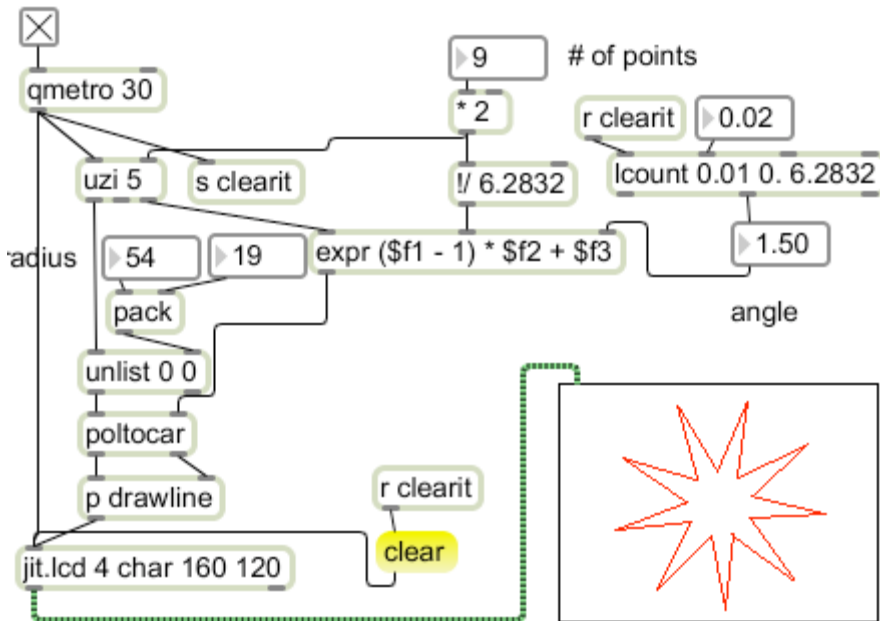 qmetro 30
9
# of points
* 2
r clearit
0.02
uzi 5
s clearit
!/ 6.2832
lcount 0.01 0. 6.2832
adius
54
19
expr ($f1 - 1) * $f2 + $f3
1.50
pack
angle
unlist 0 0
poltocar
p drawline
r clearit
clear
jit.lcd 4 char 160 120